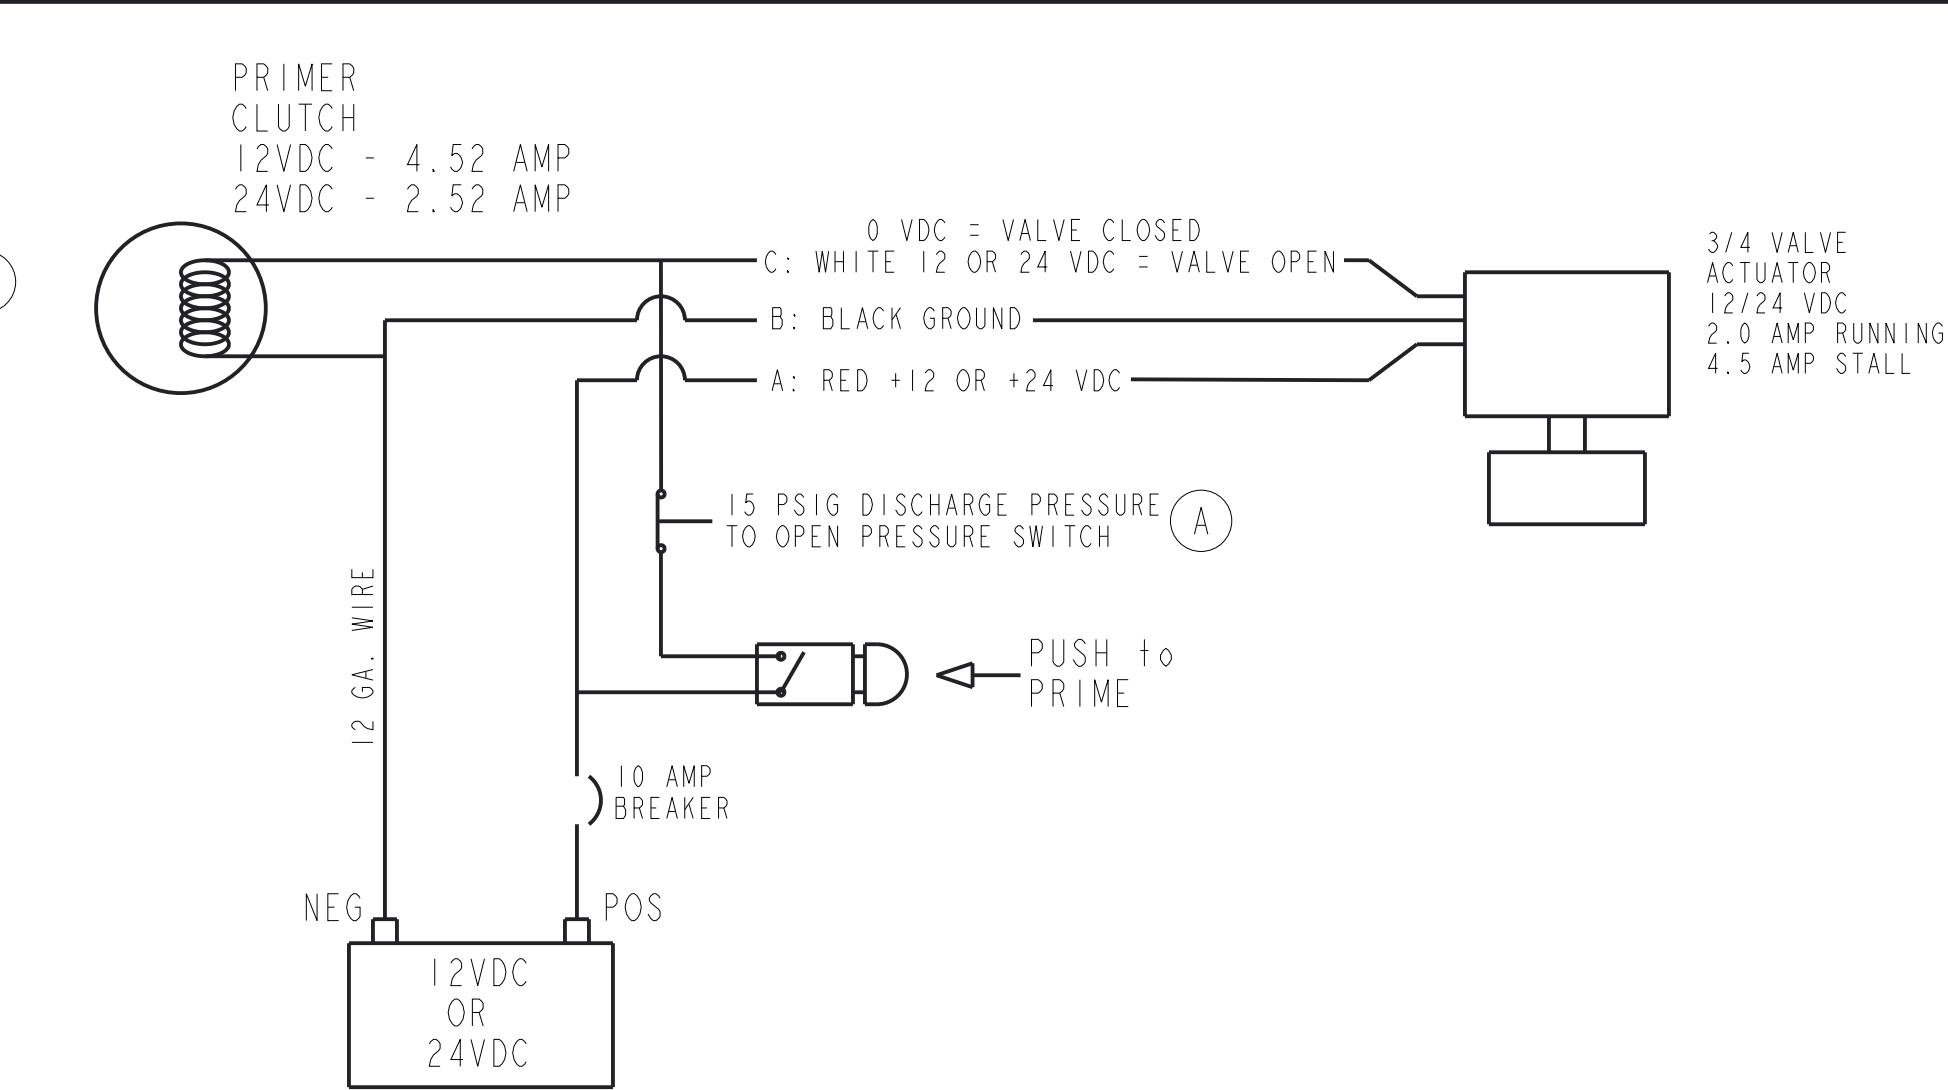 PRIMER
CLUTCH
12VDC - 4.52 AMP
24VDC - 2.52 AMP
0 VDC = VALVE CLOSED
C: WHITE 12 OR 24 VDC = VALVE OPEN
B: BLACK GROUND
A: RED +12 OR +24 VDC
3/4 VALVE
ACTUATOR
12/24 VDC
2.0 AMP RUNNING
4.5 AMP STALL
15 PSIG DISCHARGE PRESSURE
TO OPEN PRESSURE SWITCH
A
12 GA. WIRE
PUSH to
PRIME
10 AMP
BREAKER
NEG
POS
12VDC
OR
24VDC